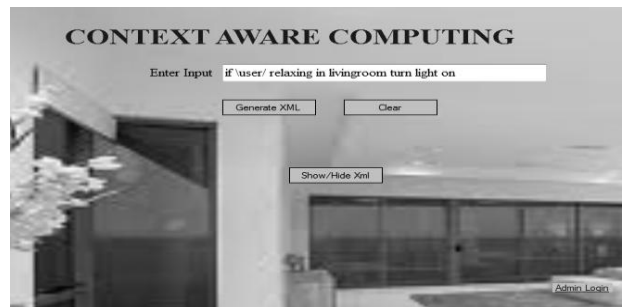 CONTEXT AWARE COMPUTING
Enter Input if \user/ relaxing in livingroom turn light on
Generate XML Clear
Show/Hide Xml
Admin Login